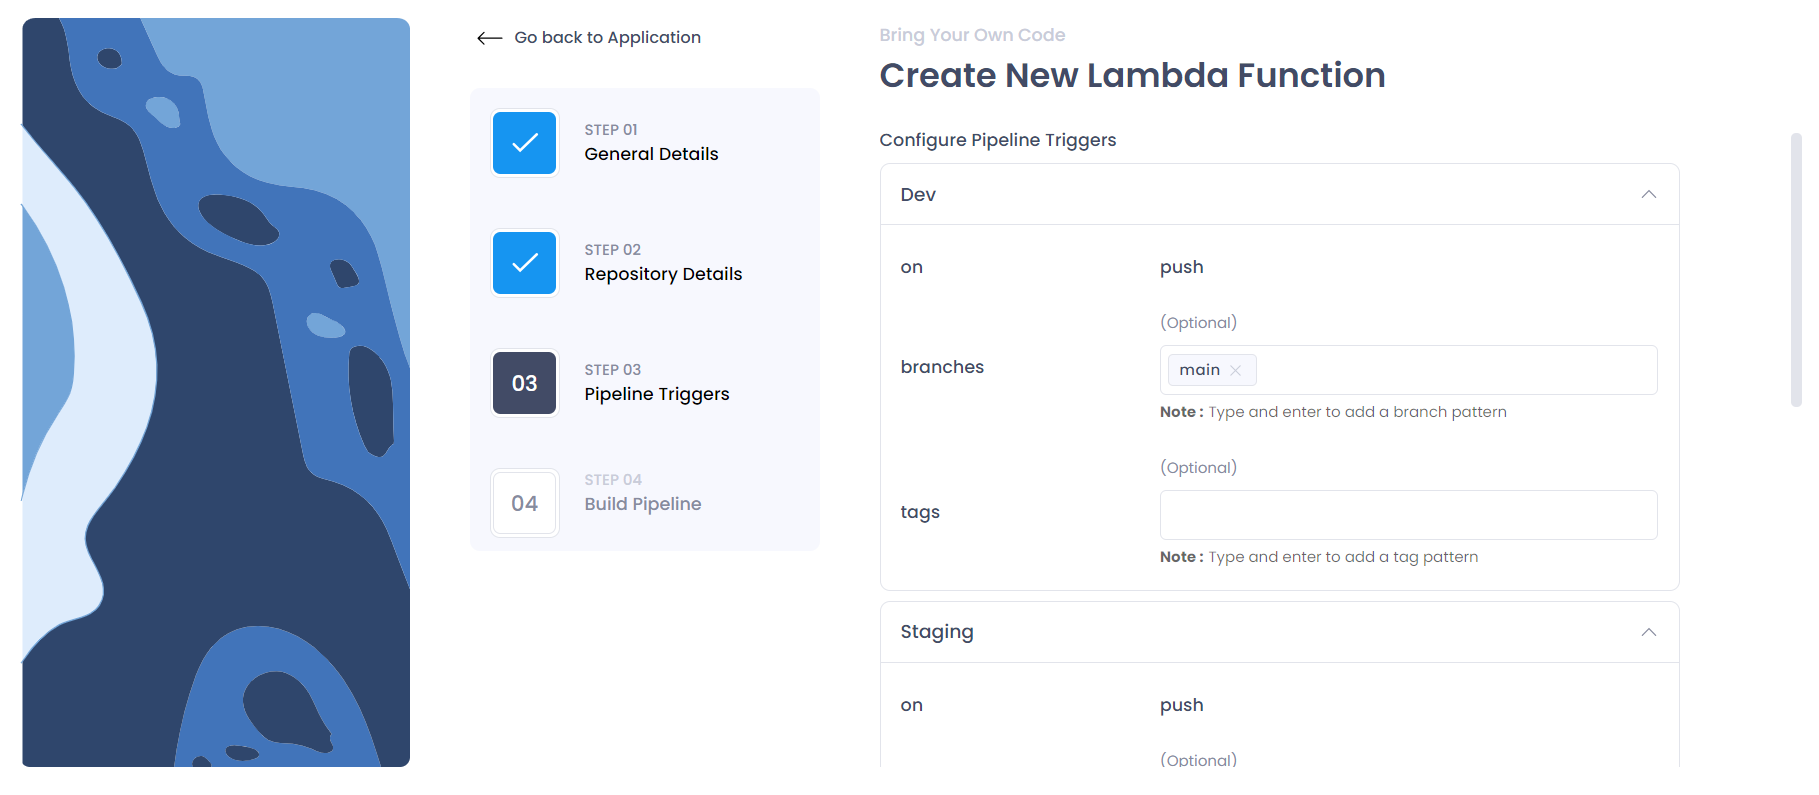 Go back to Application
STEP 01
General Details
STEP 02
Repository Details
03
STEP 03
Pipeline Triggers
04
STEP 04
Build Pipeline
Bring Your Own Code
Create New Lambda Function
Configure Pipeline Triggers
Dev
on
push
(Optional)
branches
main
Note : Type and enter to add a branch pattern
(Optional)
tags
Note : Type and enter to add a tag pattern
Staging
on
push
(Optional)